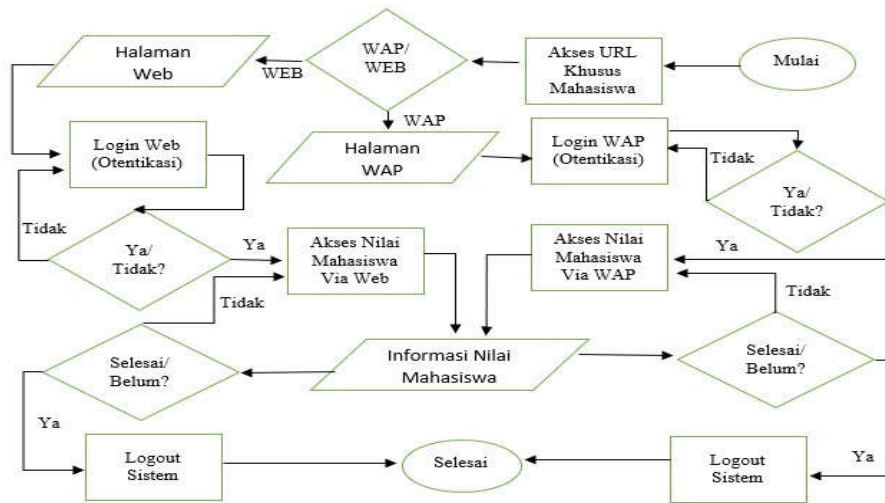 Halaman
Web
WAP/
WEB
Akses URL
Khusus
Mahasiswa
Mulai
WEB
WAP
Login Web
(Otentikasi)
Halaman
WAP
Login WAP
(Otentikasi)
Tidak
Ya/
Tidak?
Tidak
Ya/
Tidak?
Ya
Akses Nilai
Mahasiswa
Via Web
Akses Nilai
Mahasiswa
Via WAP
Ya
Tidak
Tidak
Selesai/
Belum?
Informasi Nilai
Mahasiswa
Selesai/
Belum?
Ya
Logout
Sistem
Selesai
Logout
Sistem
Ya